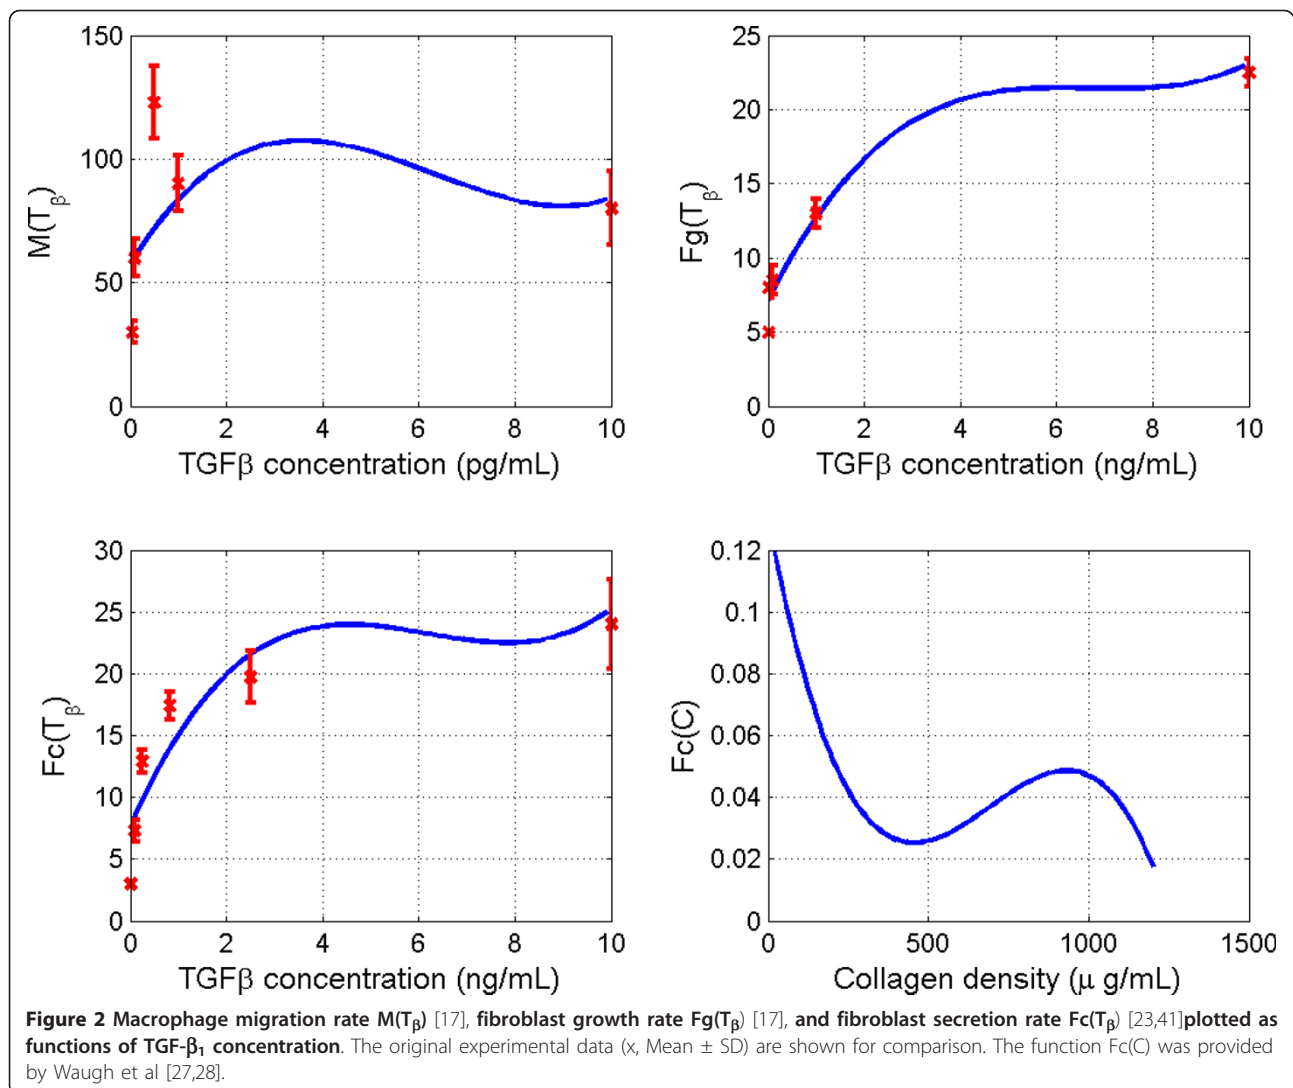 150
100
50
0
M(Tβ)
0 2 4 6 8 10
TGFβ concentration (pg/mL)
25
20
15
10
5
0
Fg(Tβ)
0 2 4 6 8 10
TGFβ concentration (ng/mL)
30
25
20
15
10
5
0
Fc(Tβ)
0 2 4 6 8 10
TGFβ concentration (ng/mL)
0.12
0.1
0.08
0.06
0.04
0.02
0
Fc(C)
0 500 1000 1500
Collagen density (μ g/mL)
Figure 2 Macrophage migration rate M(Tβ) [17], fibroblast growth rate Fg(Tβ) [17], and fibroblast secretion rate Fc(Tβ) [23,41]plotted as
functions of TGF-β1 concentration. The original experimental data (x, Mean ± SD) are shown for comparison. The function Fc(C) was provided
by Waugh et al [27,28].